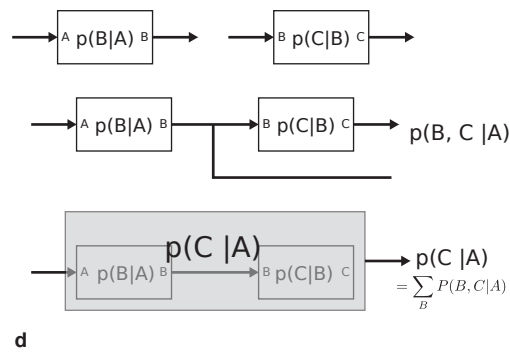 A p(B|A) B B p(C|B) C
A p(B|A) B B p(C|B) C p(B, C |A)
p(C |A)
A p(B|A) B B p(C|B) C p(C |A)
= ∑_B P(B, C|A)
d